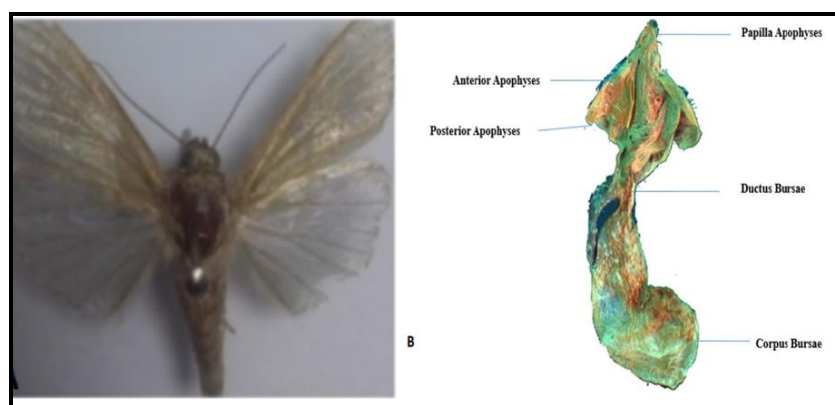 Papilla Apophyses
Anterior Apophyses
Posterior Apophyses
Ductus Bursae
B
Corpus Bursae